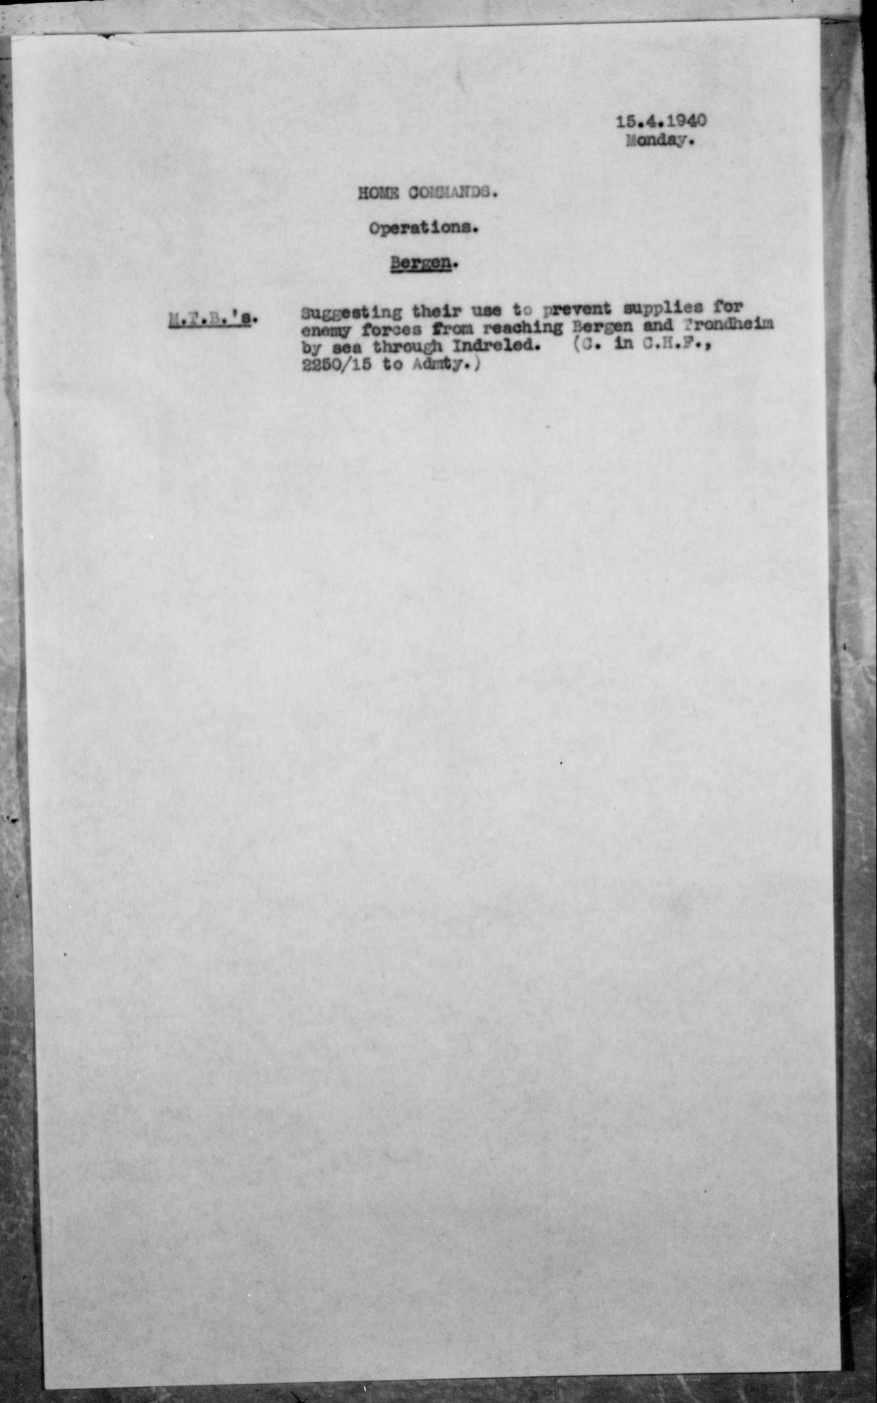 15.4.1940
Monday.
HOME COMMANDS.
Operations.
Bergen.
M.T.B.'s. Suggesting their use to prevent supplies for
enemy forces from reaching Bergen and Trondheim
by sea through Indreled. (C. in C.H.F.,
2250/15 to Admty.)